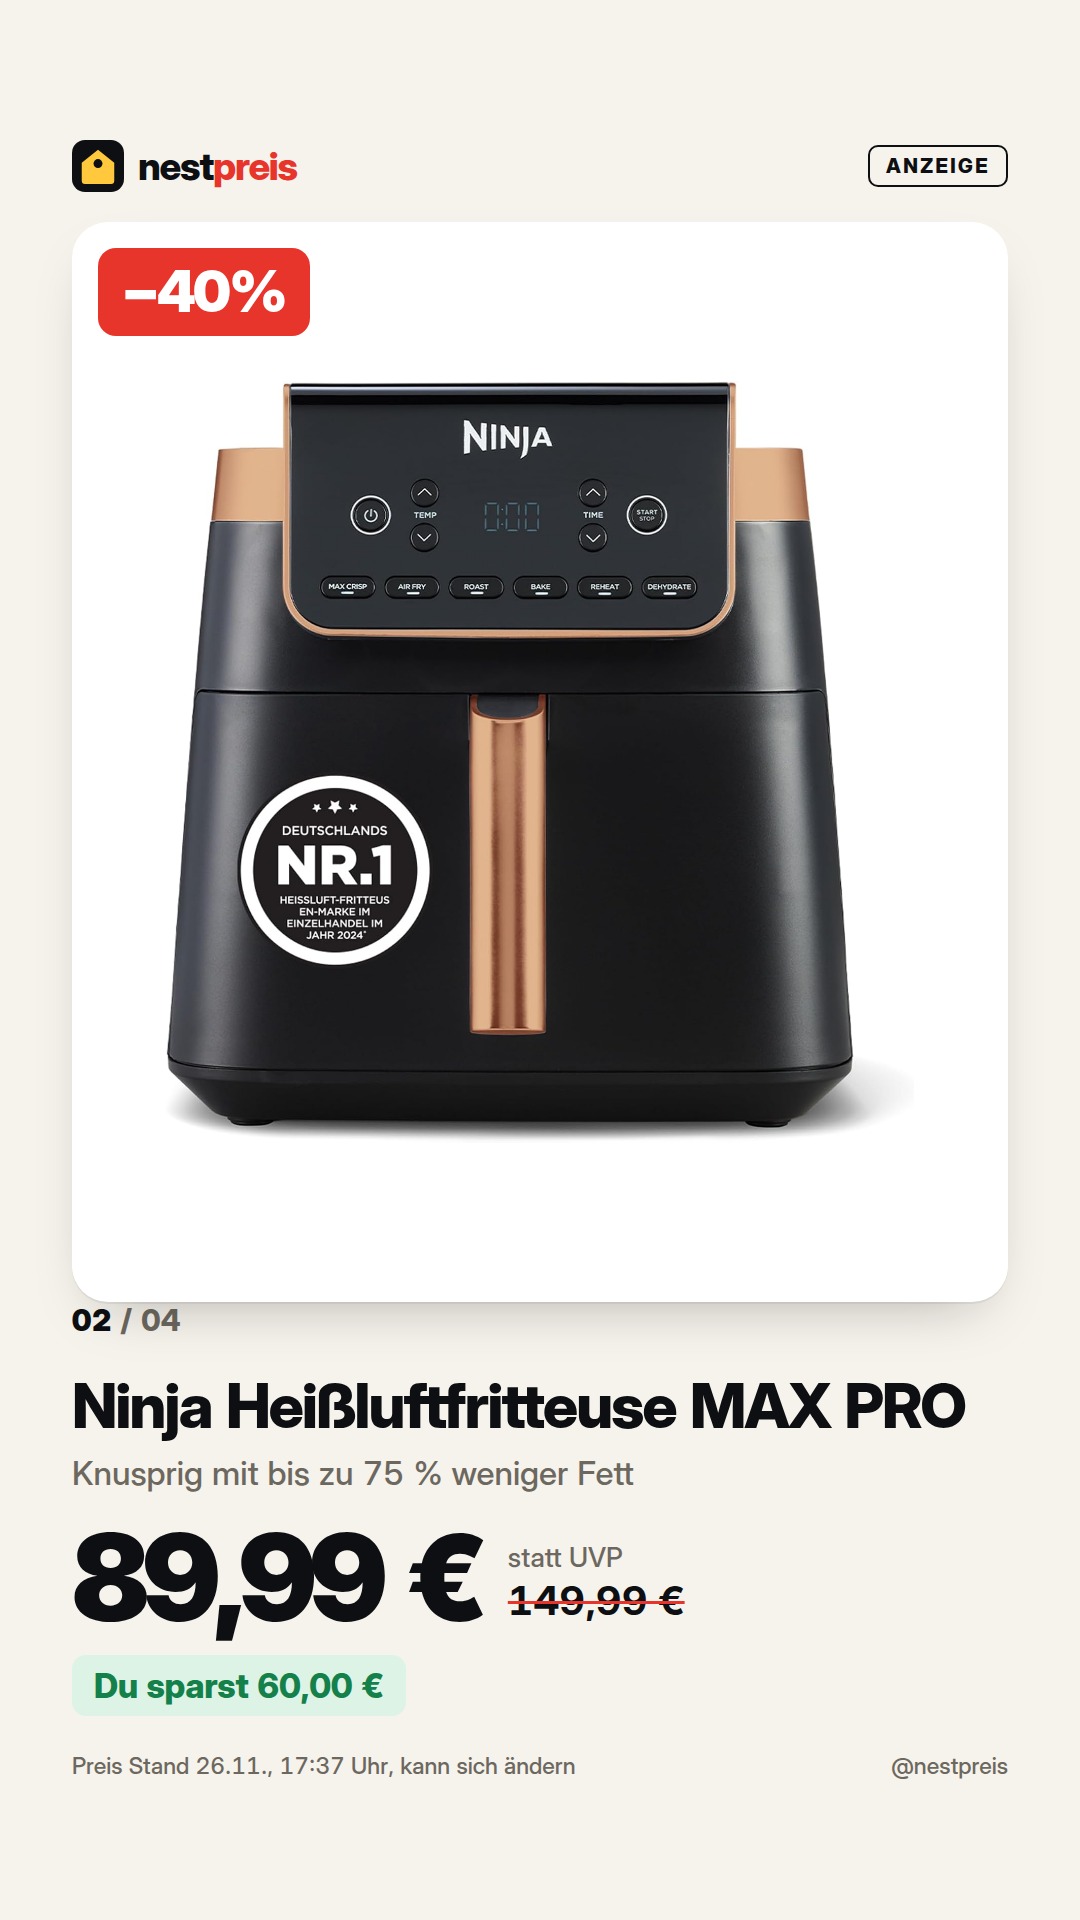 nestpreis
ANZEIGE
–40%
NINJA
TEMP
0:00
TIME
START
STOP
MAX CRISP
AIR FRY
ROAST
BAKE
REHEAT
DEHYDRATE
DEUTSCHLANDS
NR.1
HEISSLUFT-FRITTEUS
EN-MARKE IM
EINZELHANDEL IM
JAHR 2024*
02 / 04
Ninja Heißluftfritteuse MAX PRO
Knusprig mit bis zu 75 % weniger Fett
89,99 €
statt UVP
149,99 €
Du sparst 60,00 €
Preis Stand 26.11., 17:37 Uhr, kann sich ändern
@nestpreis